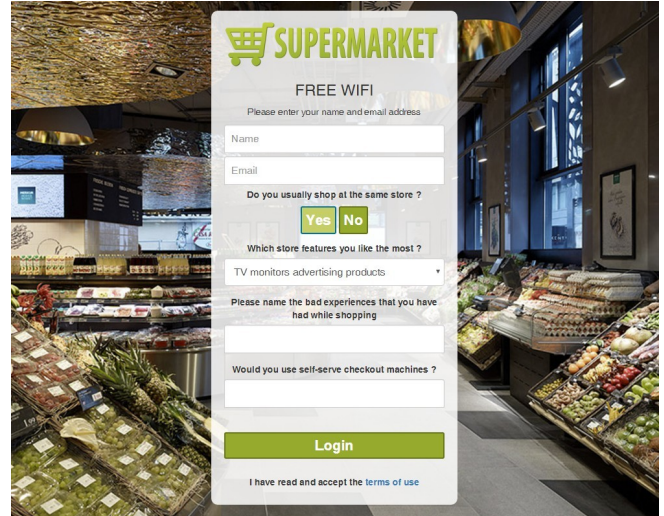 SUPERMARKET
FREE WIFI
Please enter your name and email address
Name
Email
Do you usually shop at the same store ?
Yes No
Which store features you like the most ?
TV monitors advertising products
Please name the bad experiences that you have
had while shopping
Would you use self-serve checkout machines ?
Login
I have read and accept the terms of use